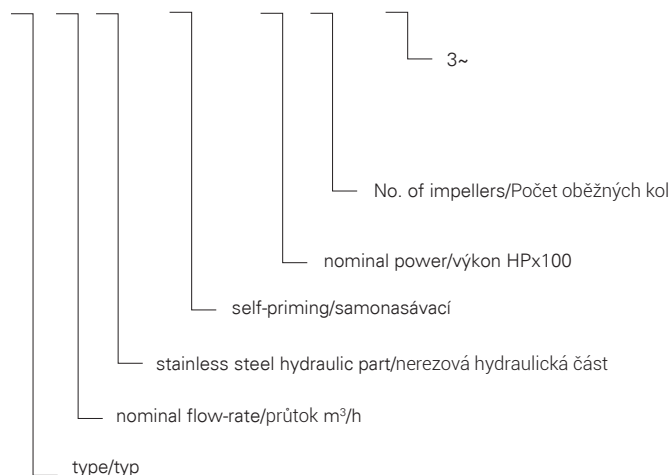 3~
No. of impellers/Počet oběžných kol
nominal power/výkon HPx100
self-priming/samonasávací
stainless steel hydraulic part/nerezová hydraulická část
nominal flow-rate/průtok m³/h
type/typ